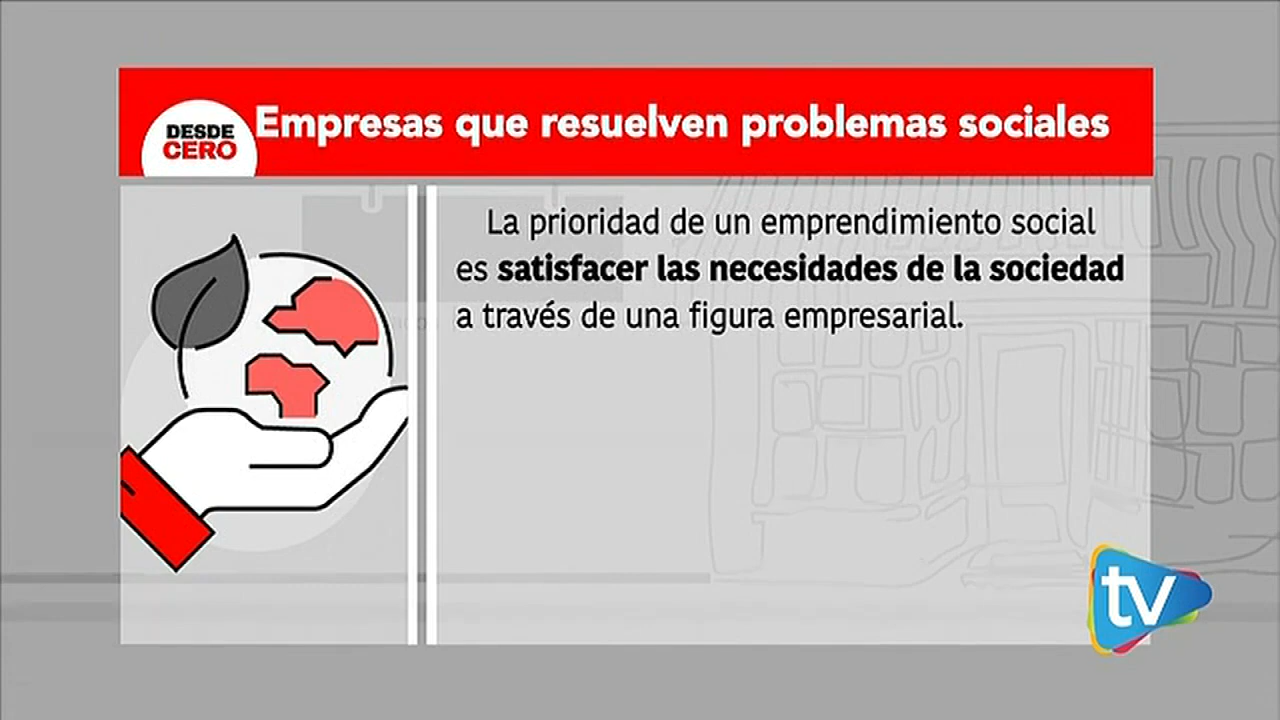 DESDE
CERO
Empresas que resuelven problemas sociales
La prioridad de un emprendimiento social
es satisfacer las necesidades de la sociedad
a través de una figura empresarial.
tv